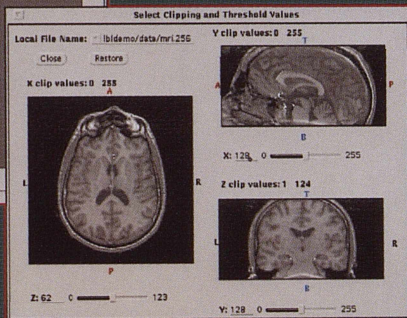 Select Clipping and Threshold Values
Local File Name: lbldemo/data/mri.256
Close Restore
X clip values: 0 255
A
L
R
P
Z: 62 0 123
Y clip values: 0 255
T
A
P
B
X: 128 0 255
Z clip values: 1 124
T
L
R
B
Y: 128 0 255